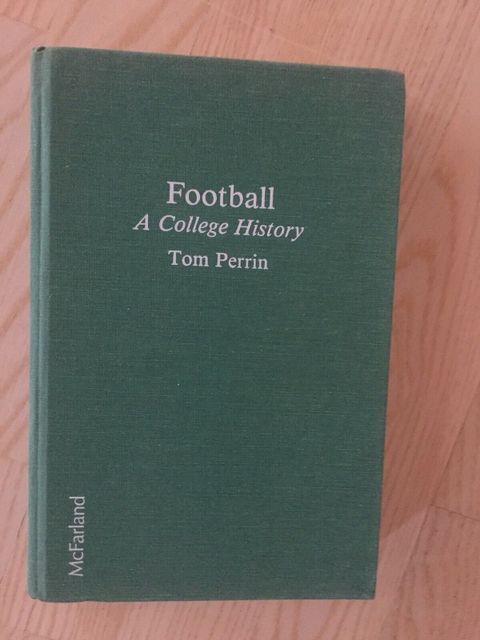 Football
A College History
Tom Perrin
McFarland